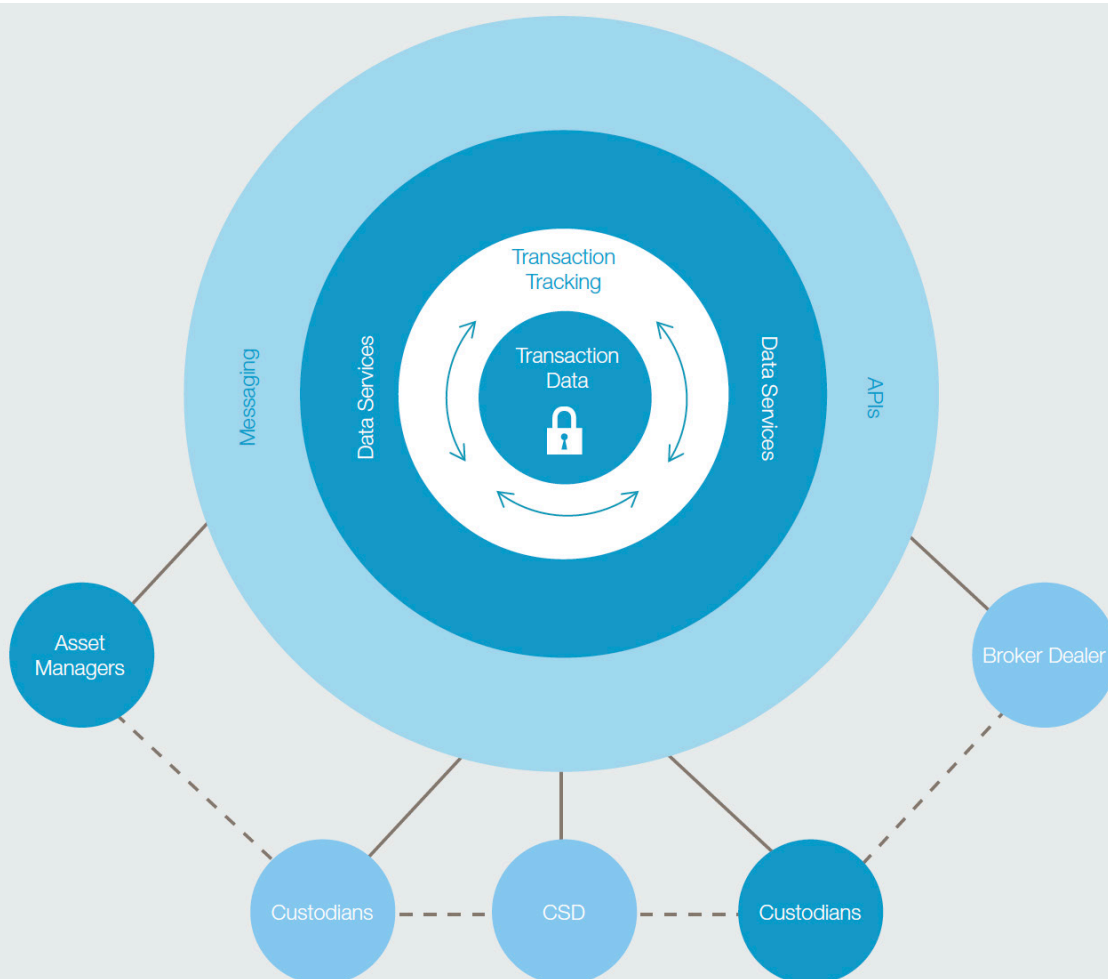 Transaction
Tracking
Transaction
Data
Messaging
Data Services
Data Services
APIs
Asset
Managers
Broker Dealer
Custodians
CSD
Custodians